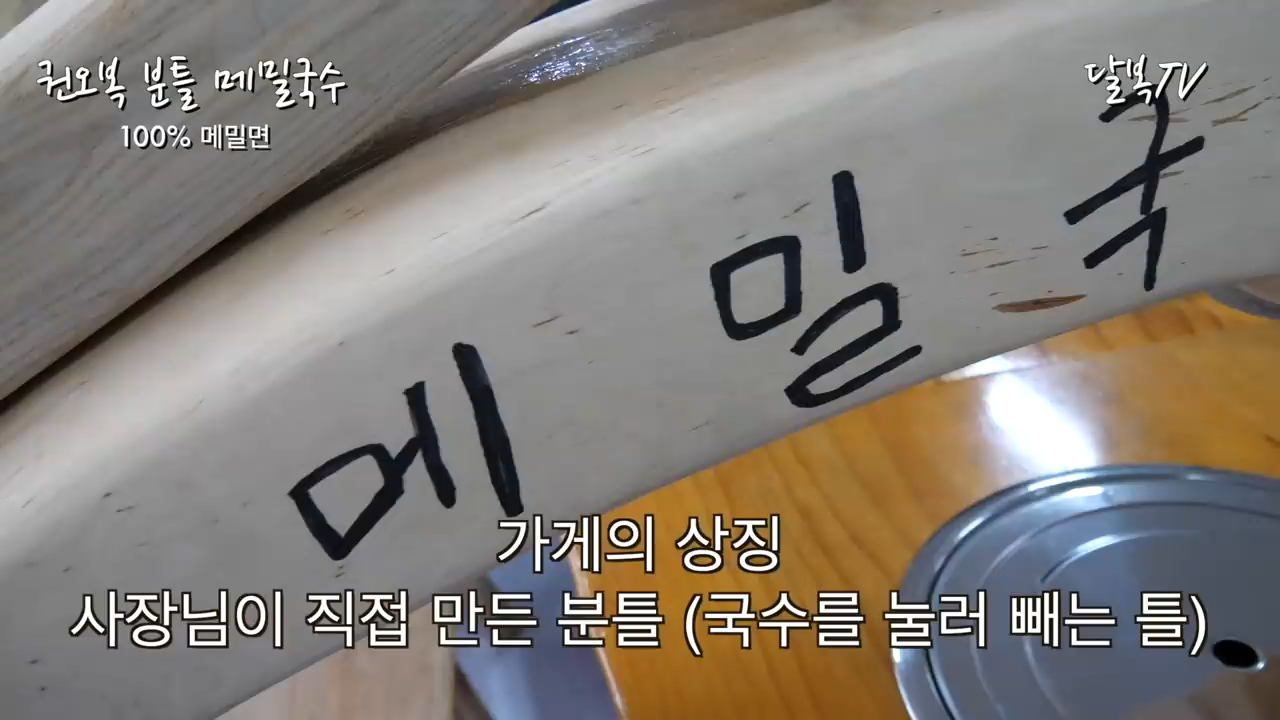 권오복 분틀 메밀국수
100% 메밀면
달복TV
메밀국
가게의 상징
사장님이 직접 만든 분틀 (국수를 눌러 빼는 틀)